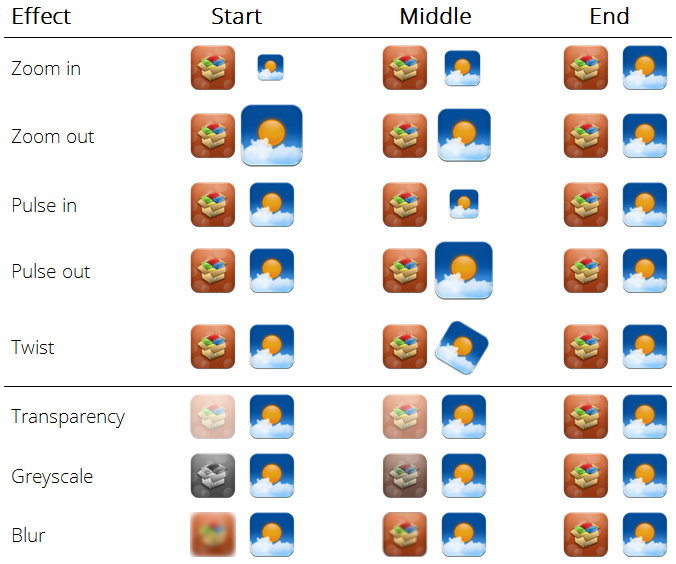 Effect Start Middle End
Zoom in
Zoom out
Pulse in
Pulse out
Twist
Transparency
Greyscale
Blur